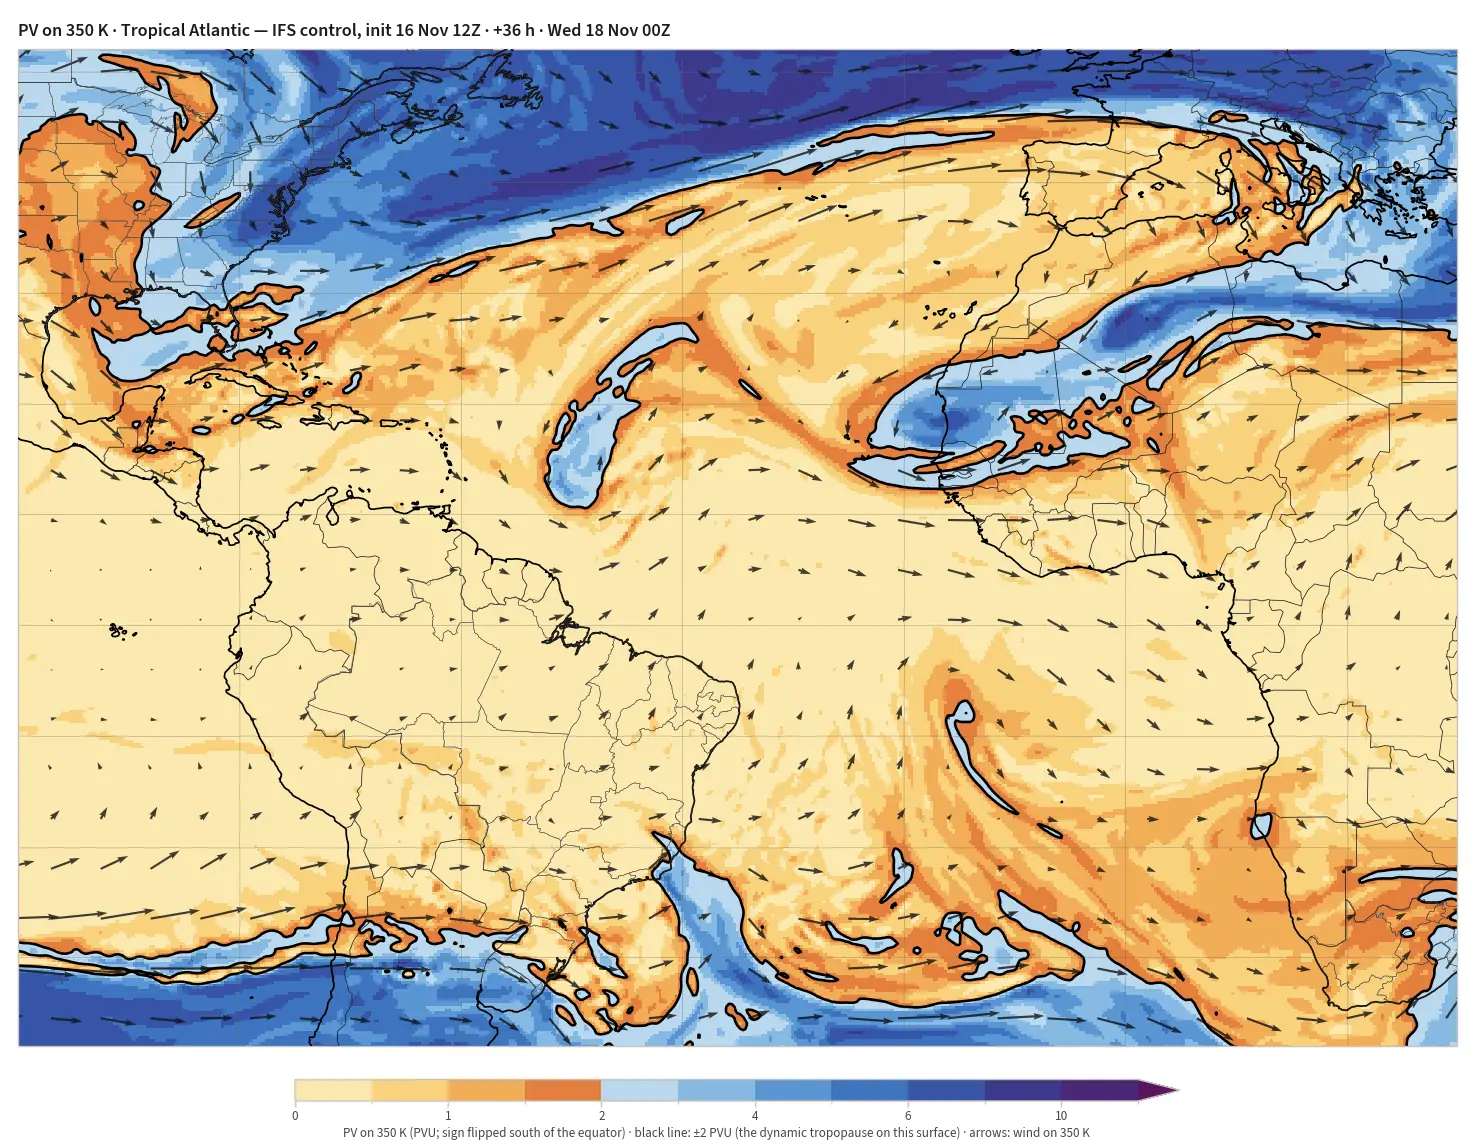 PV on 350 K · Tropical Atlantic — IFS control, init 16 Nov 12Z · +36 h · Wed 18 Nov 00Z
0 1 2 4 6 10
PV on 350 K (PVU; sign flipped south of the equator) · black line: ±2 PVU (the dynamic tropopause on this surface) · arrows: wind on 350 K